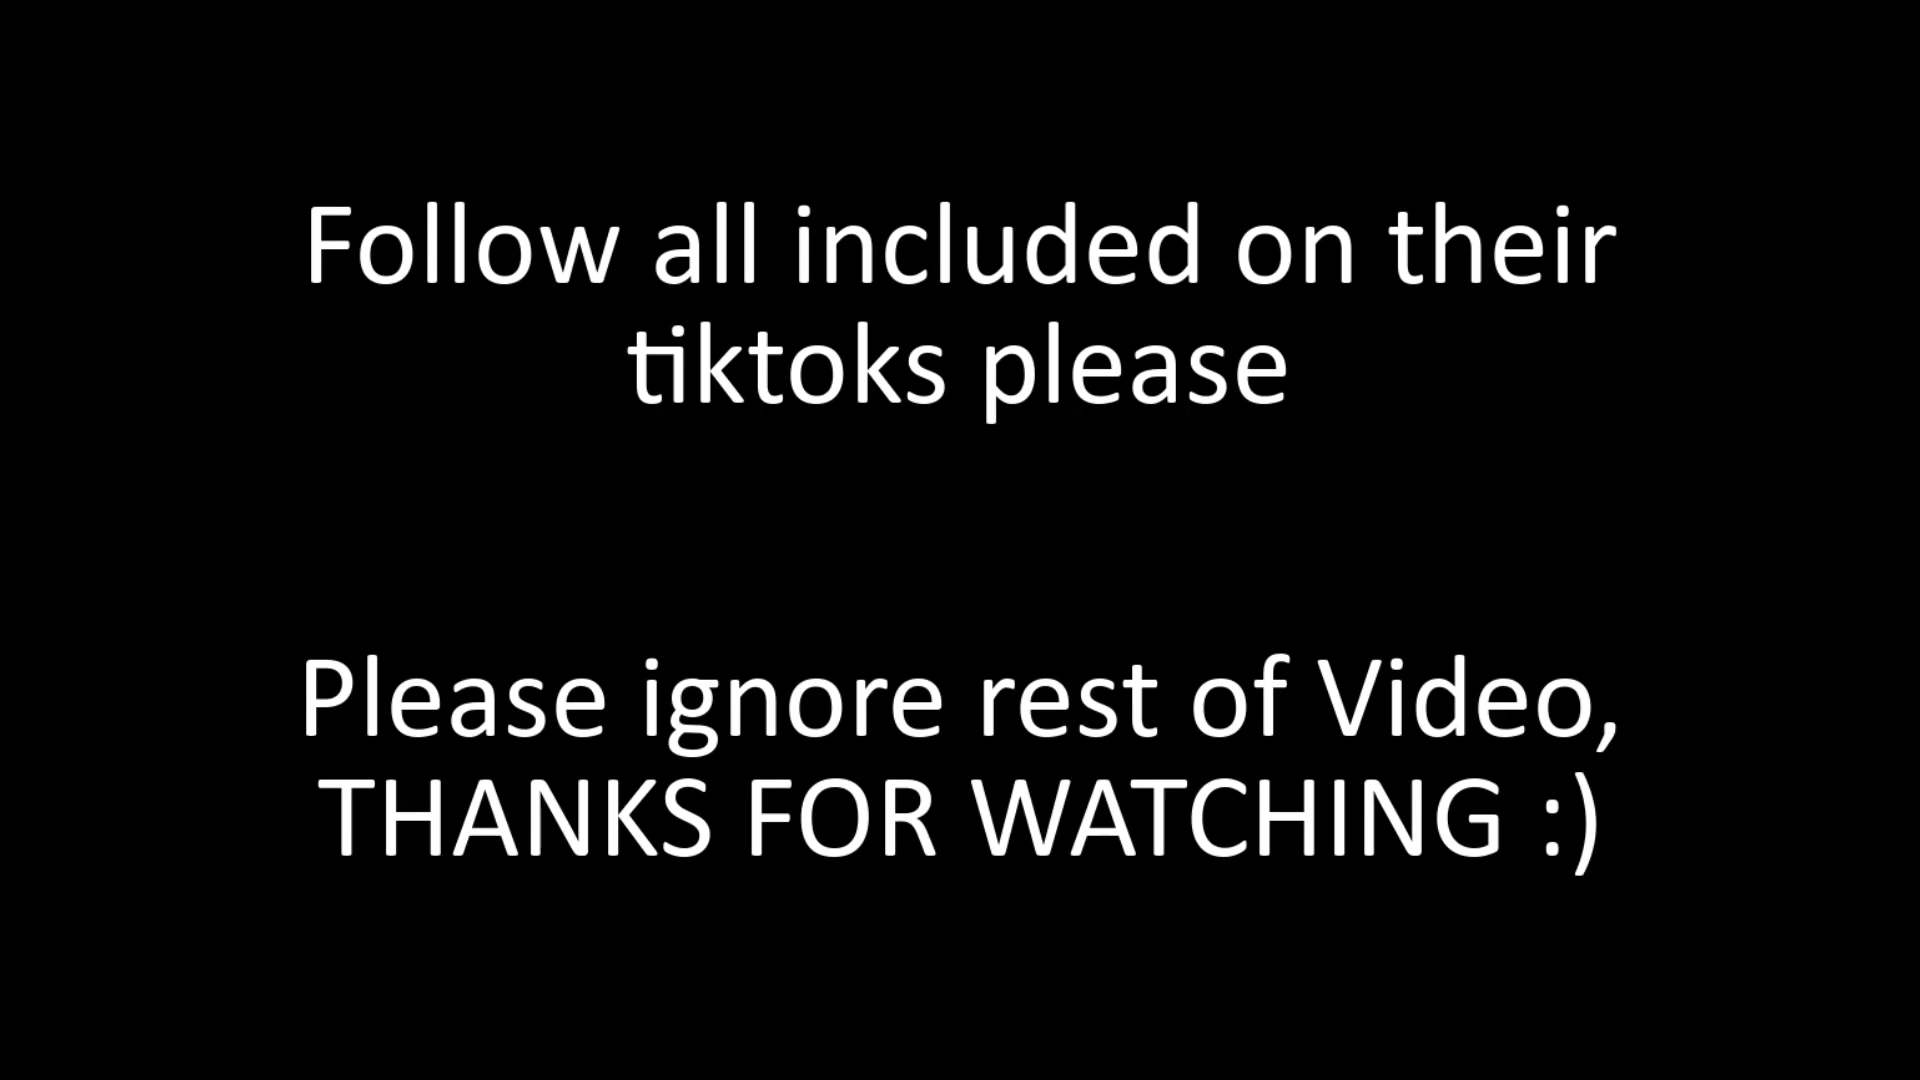 Follow all included on their
tiktoks please
Please ignore rest of Video,
THANKS FOR WATCHING :)